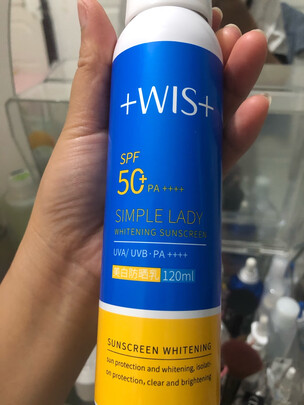 +WIS+
SPF
50+ PA ++++
SIMPLE LADY
WHITENING SUNSCREEN
UVA/ UVB · PA ++++
美白防晒乳 120ml
SUNSCREEN WHITENING
sun protection and whitening, isolati
on protection, clear and brightening